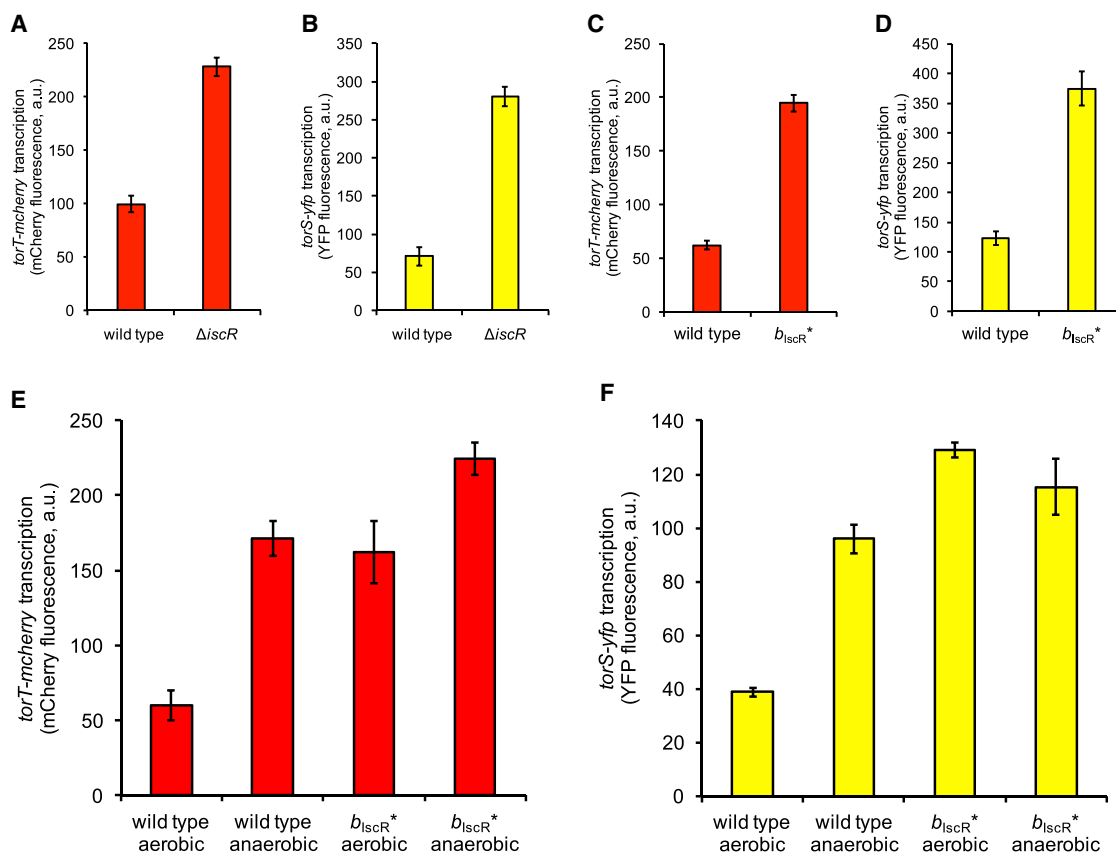 A
torT-mcherry transcription
(mCherry fluorescence, a.u.)
250
200
150
100
50
0
wild type
ΔiscR
B
torS-yfp transcription
(YFP fluorescence, a.u.)
350
300
250
200
150
100
50
0
wild type
ΔiscR
C
torT-mcherry transcription
(mCherry fluorescence, a.u.)
250
200
150
100
50
0
wild type
bIscR*
D
torS-yfp transcription
(YFP fluorescence, a.u.)
450
400
350
300
250
200
150
100
50
0
wild type
bIscR*
E
torT-mcherry transcription
(mCherry fluorescence, a.u.)
250
200
150
100
50
0
wild type
aerobic
wild type
anaerobic
bIscR*
aerobic
bIscR*
anaerobic
F
torS-yfp transcription
(YFP fluorescence, a.u.)
140
120
100
80
60
40
20
0
wild type
aerobic
wild type
anaerobic
bIscR*
aerobic
bIscR*
anaerobic